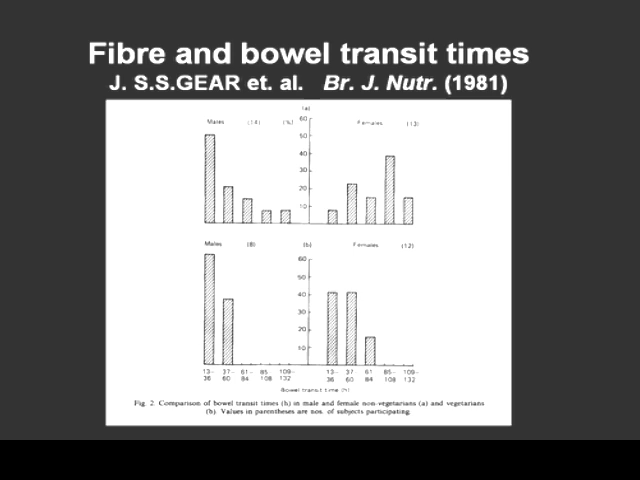 Fibre and bowel transit times
J. S.S.GEAR et. al. Br. J. Nutr. (1981)
(a)
Males (14) (%) 60 Females (13)
50
40
30
20
10
Males (8) (b) Females (12)
60
50
40
30
20
10
13– 37– 61– 85– 109– 13– 37 61 85– 109–
36 60 84 108 132 36 60 84 108 132
Bowel transit time (h)
Fig. 2. Comparison of bowel transit times (h) in male and female non-vegetarians (a) and vegetarians
(b). Values in parentheses are nos. of subjects participating.